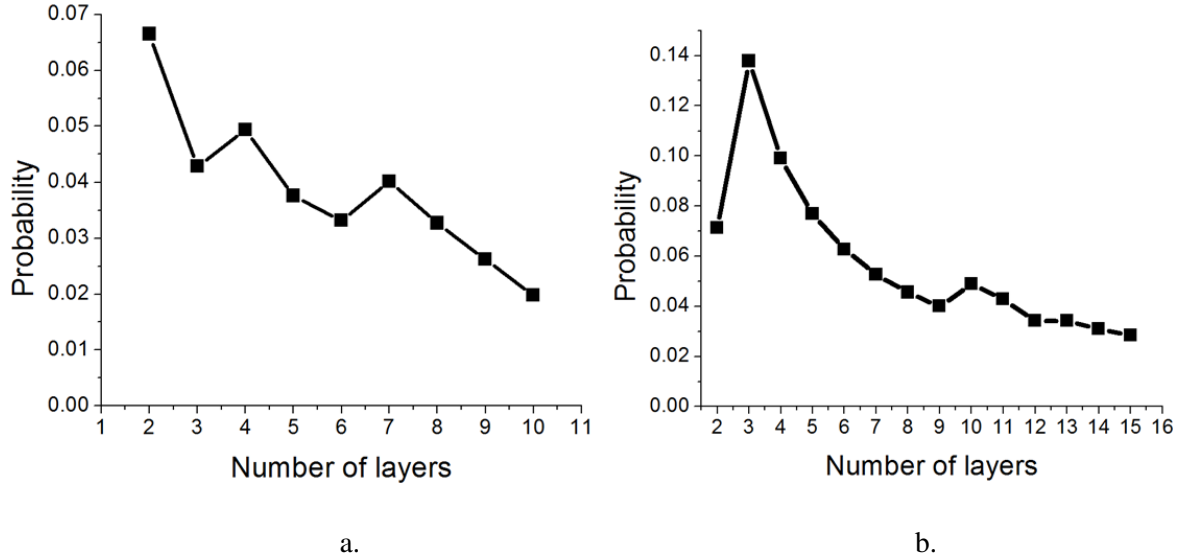 0.07
0.06
0.05
0.04
0.03
0.02
0.01
0.00
Probability
1 2 3 4 5 6 7 8 9 10 11
Number of layers
a.
0.14
0.12
0.10
0.08
0.06
0.04
0.02
0.00
Probability
2 3 4 5 6 7 8 9 10 11 12 13 14 15 16
Number of layers
b.